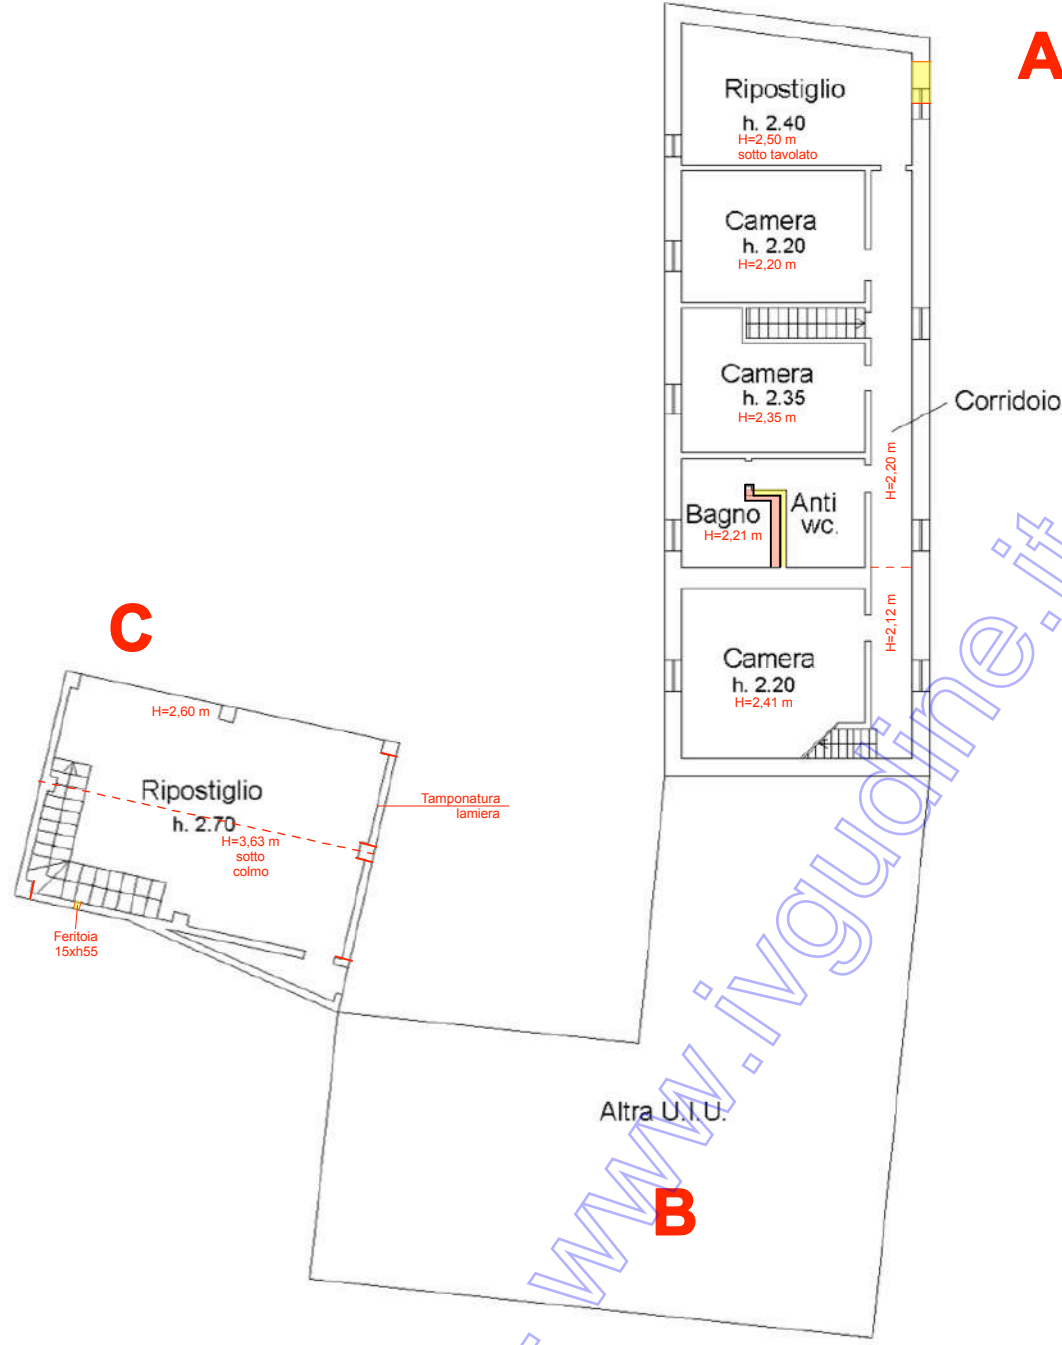 A
Ripostiglio
h. 2.40
H=2,50 m
sotto tavolato
Camera
h. 2.20
H=2,20 m
Camera
h. 2.35
H=2,35 m
Corridoio
H=2,20 m
Bagno
H=2,21 m
Anti
wc.
H=2,12 m
Camera
h. 2.20
H=2,41 m
C
H=2,60 m
Ripostiglio
h. 2.70
H=3,63 m
sotto
colmo
Tamponatura
lamiera
Feritoia
15xh55
Altra U.I.U.
B
www.ivgudine.it